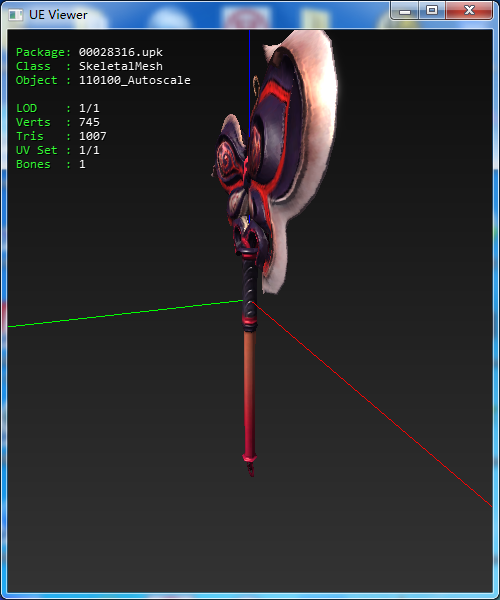 UE Viewer
Package: 00028316.upk
Class : SkeletalMesh
Object : 110100_Autoscale
LOD : 1/1
Verts : 745
Tris : 1007
UV Set : 1/1
Bones : 1